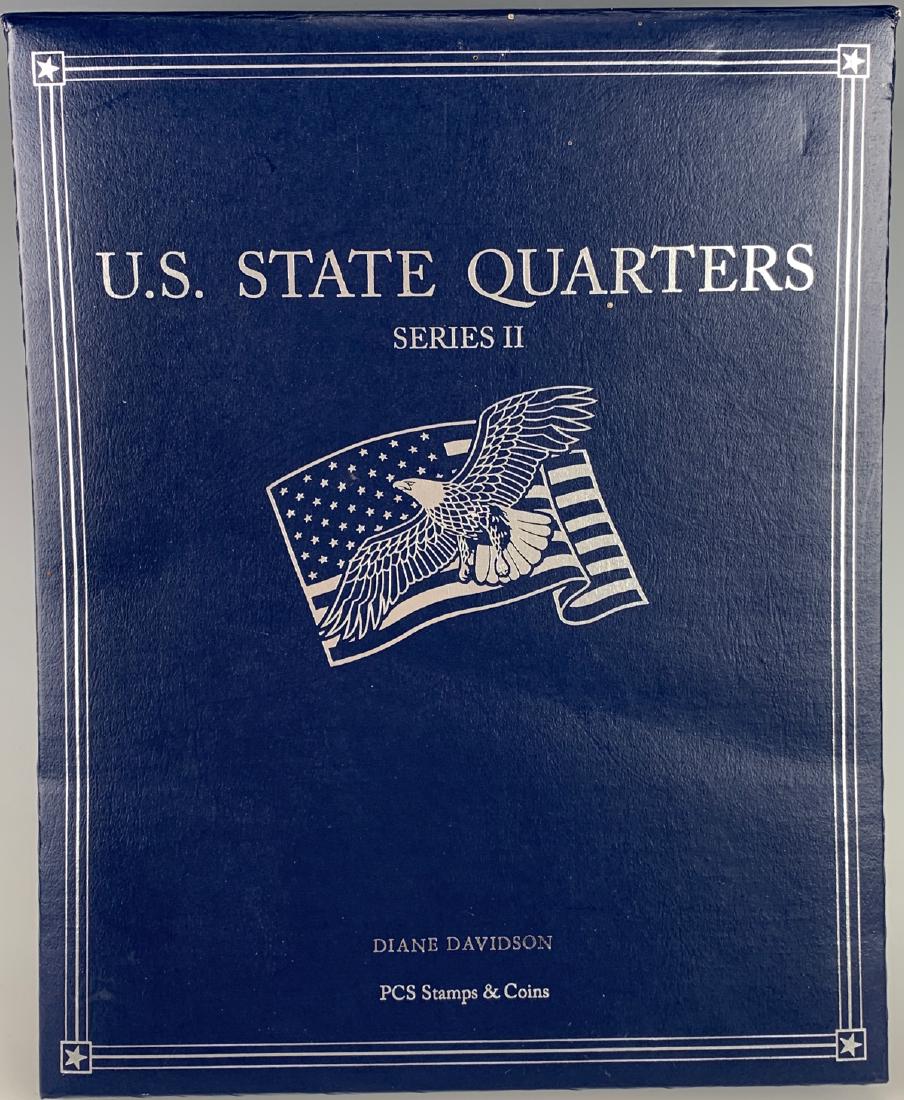 U.S. STATE QUARTERS
SERIES II
DIANE DAVIDSON
PCS Stamps & Coins